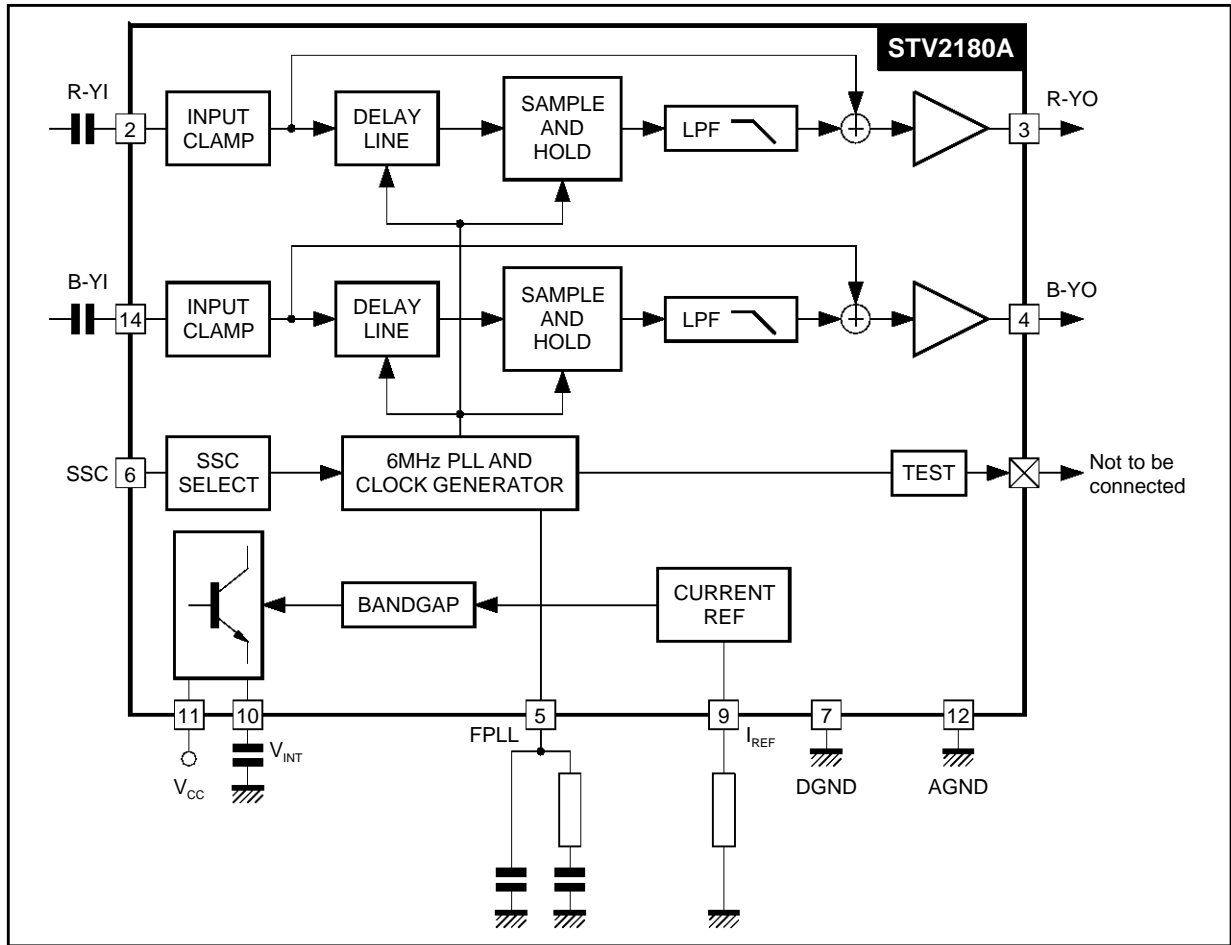 STV2180A
R-YI
2
INPUT
CLAMP
DELAY
LINE
SAMPLE
AND
HOLD
LPF
+
3
R-YO
B-YI
14
INPUT
CLAMP
DELAY
LINE
SAMPLE
AND
HOLD
LPF
+
4
B-YO
SSC
6
SSC
SELECT
6MHz PLL AND
CLOCK GENERATOR
TEST
Not to be
connected
BANDGAP
CURRENT
REF
11
10
5
9
7
12
VCC
VINT
FPLL
IREF
DGND
AGND